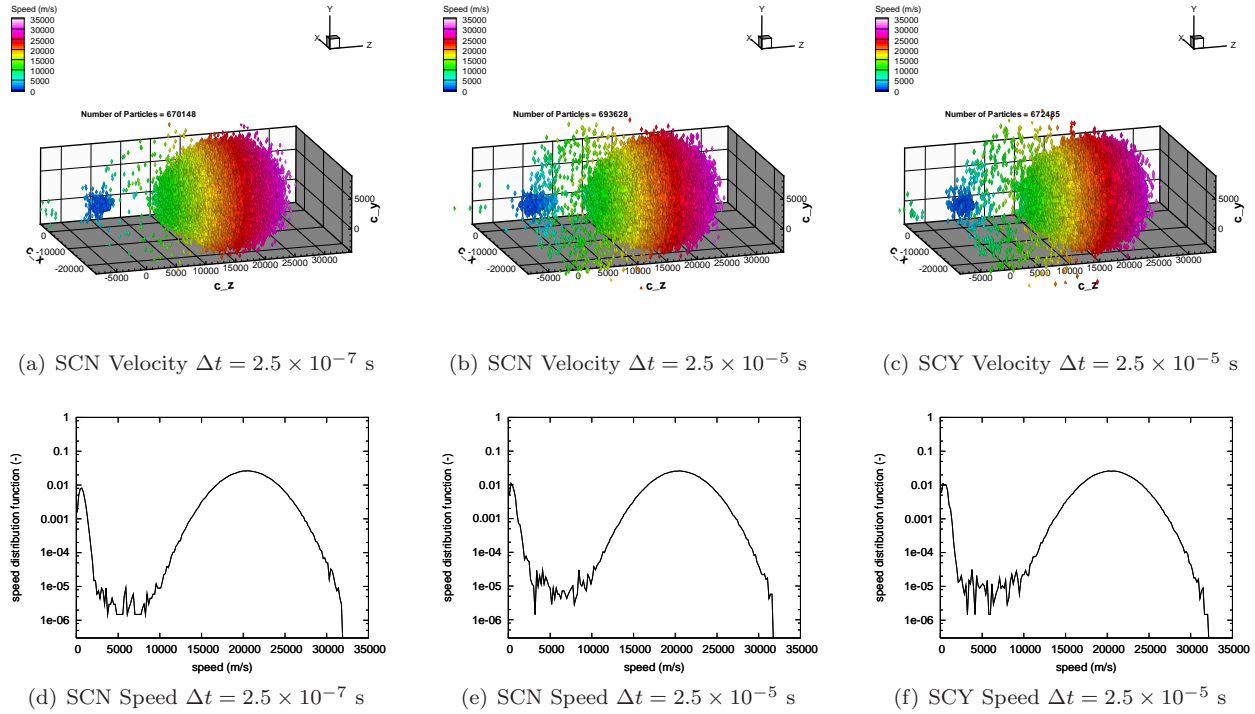 Speed (m/s)
35000
30000
25000
20000
15000
10000
5000
0
Y
X
Z
Number of Particles = 670148
5000
0
c_y
0
-10000
-20000
c_x
-5000
0
5000
10000
15000
20000
25000
30000
c_z
(a) SCN Velocity Δt = 2.5 × 10⁻⁷ s
Speed (m/s)
35000
30000
25000
20000
15000
10000
5000
0
Y
X
Z
Number of Particles = 693628
5000
0
c_y
0
-10000
-20000
c_x
-5000
0
5000
10000
15000
20000
25000
30000
c_z
(b) SCN Velocity Δt = 2.5 × 10⁻⁵ s
Speed (m/s)
35000
30000
25000
20000
15000
10000
5000
0
Y
X
Z
Number of Particles = 672485
5000
0
c_y
0
-10000
-20000
c_x
-5000
0
5000
10000
15000
20000
25000
30000
c_z
(c) SCY Velocity Δt = 2.5 × 10⁻⁵ s
speed distribution function (-)
1
0.1
0.01
0.001
1e-04
1e-05
1e-06
0 5000 10000 15000 20000 25000 30000 35000
speed (m/s)
(d) SCN Speed Δt = 2.5 × 10⁻⁷ s
speed distribution function (-)
1
0.1
0.01
0.001
1e-04
1e-05
1e-06
0 5000 10000 15000 20000 25000 30000 35000
speed (m/s)
(e) SCN Speed Δt = 2.5 × 10⁻⁵ s
speed distribution function (-)
1
0.1
0.01
0.001
1e-04
1e-05
1e-06
0 5000 10000 15000 20000 25000 30000 35000
speed (m/s)
(f) SCY Speed Δt = 2.5 × 10⁻⁵ s